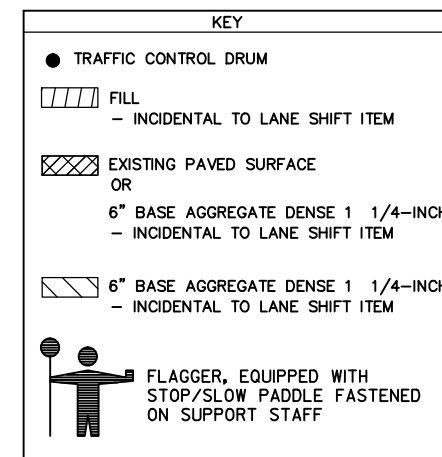 KEY
TRAFFIC CONTROL DRUM
FILL
– INCIDENTAL TO LANE SHIFT ITEM
EXISTING PAVED SURFACE
OR
6" BASE AGGREGATE DENSE 1 1/4–INCH
– INCIDENTAL TO LANE SHIFT ITEM
6" BASE AGGREGATE DENSE 1 1/4–INCH
– INCIDENTAL TO LANE SHIFT ITEM
FLAGGER, EQUIPPED WITH
STOP/SLOW PADDLE FASTENED
ON SUPPORT STAFF